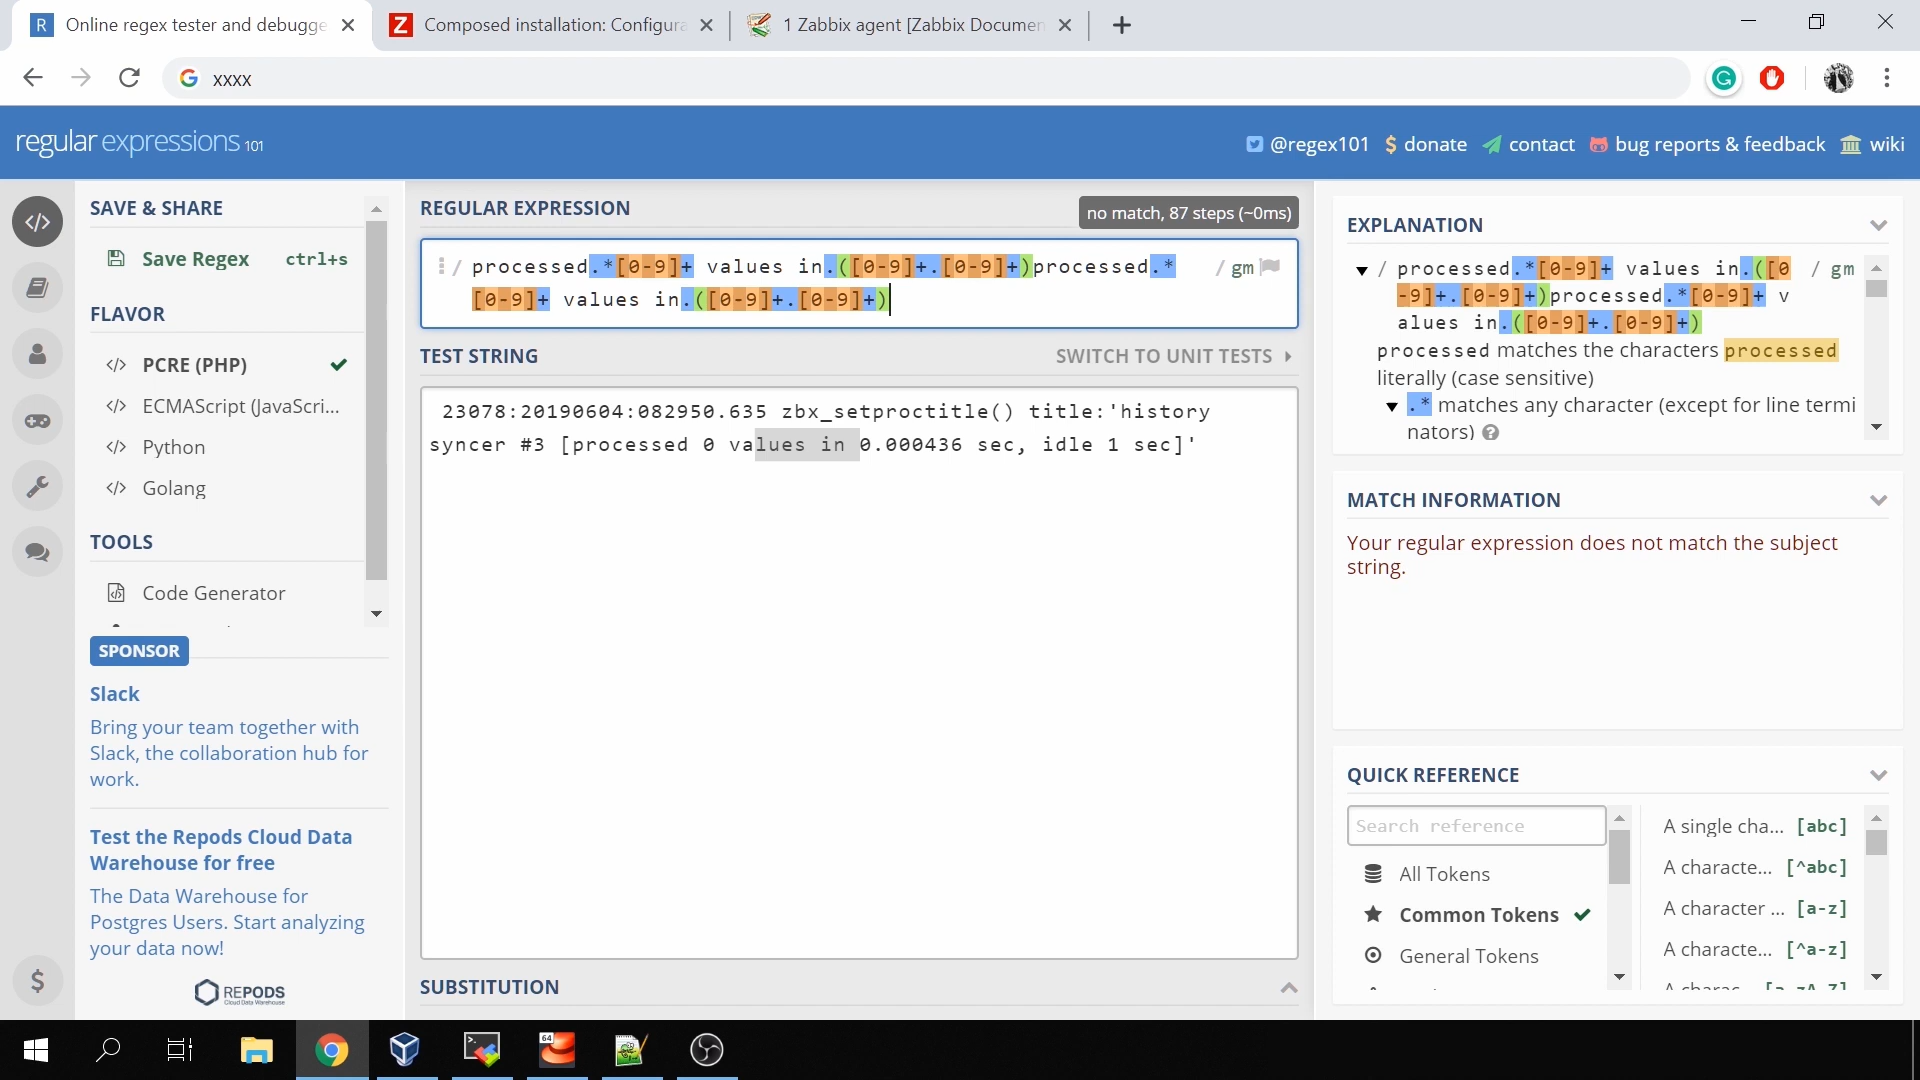 Online regex tester and debugge
Composed installation: Configura
1 Zabbix agent [Zabbix Documen
xxxx
regular expressions 101
@regex101
donate
contact
bug reports & feedback
wiki
SAVE & SHARE
Save Regex ctrl+s
FLAVOR
PCRE (PHP)
ECMAScript (JavaScri...
Python
Golang
TOOLS
Code Generator
SPONSOR
Slack
Bring your team together with
Slack, the collaboration hub for
work.
Test the Repods Cloud Data
Warehouse for free
The Data Warehouse for
Postgres Users. Start analyzing
your data now!
REPODS
Cloud Data Warehouse
REGULAR EXPRESSION
no match, 87 steps (~0ms)
/ processed.*[0-9]+ values in.([0-9]+.[0-9]+)processed.* / gm
[0-9]+ values in.([0-9]+.[0-9]+)
TEST STRING
SWITCH TO UNIT TESTS
23078:20190604:082950.635 zbx_setproctitle() title:'history
syncer #3 [processed 0 values in 0.000436 sec, idle 1 sec]'
SUBSTITUTION
EXPLANATION
/ processed.*[0-9]+ values in.([0 / gm
-9]+.[0-9]+)processed.*[0-9]+ v
alues in.([0-9]+.[0-9]+)
processed matches the characters processed
literally (case sensitive)
.* matches any character (except for line termi
nators)
MATCH INFORMATION
Your regular expression does not match the subject
string.
QUICK REFERENCE
Search reference
All Tokens
Common Tokens
General Tokens
A single cha... [abc]
A characte... [^abc]
A character ... [a-z]
A characte... [^a-z]
A charac... [a-zA-Z]
64